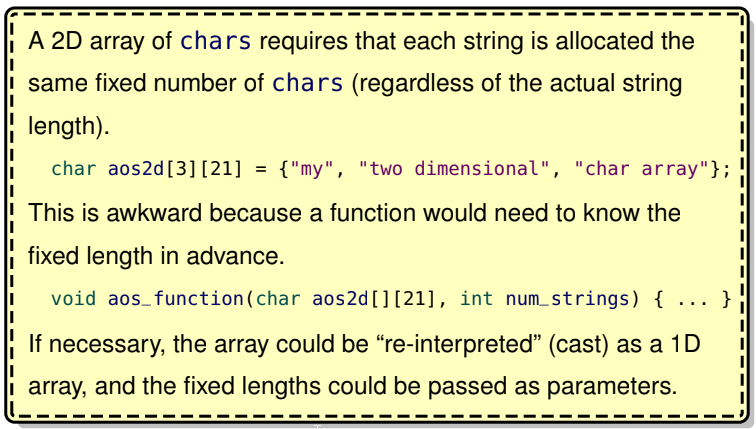 A 2D array of chars requires that each string is allocated the
same fixed number of chars (regardless of the actual string
length).
char aos2d[3][21] = {"my", "two dimensional", "char array"};
This is awkward because a function would need to know the
fixed length in advance.
void aos_function(char aos2d[][21], int num_strings) { ... }
If necessary, the array could be “re-interpreted” (cast) as a 1D
array, and the fixed lengths could be passed as parameters.